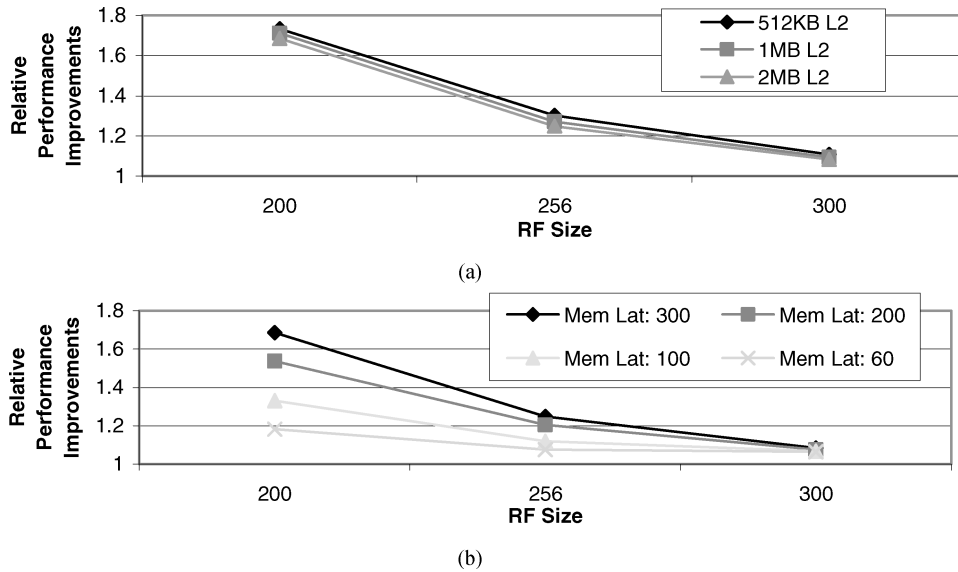 1.8
1.6
1.4
1.2
1
Relative
Performance
Improvements
512KB L2
1MB L2
2MB L2
200
256
300
RF Size
(a)
1.8
1.6
1.4
1.2
1
Relative
Performance
Improvements
Mem Lat: 300
Mem Lat: 200
Mem Lat: 100
Mem Lat: 60
200
256
300
RF Size
(b)